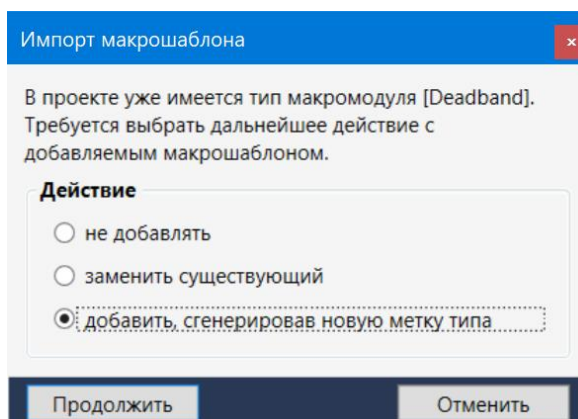 Импорт макрошаблона
x
В проекте уже имеется тип макромодуля [Deadband].
Требуется выбрать дальнейшее действие с
добавляемым макрошаблоном.
Действие
не добавлять
заменить существующий
добавить, сгенерировав новую метку типа
Продолжить
Отменить